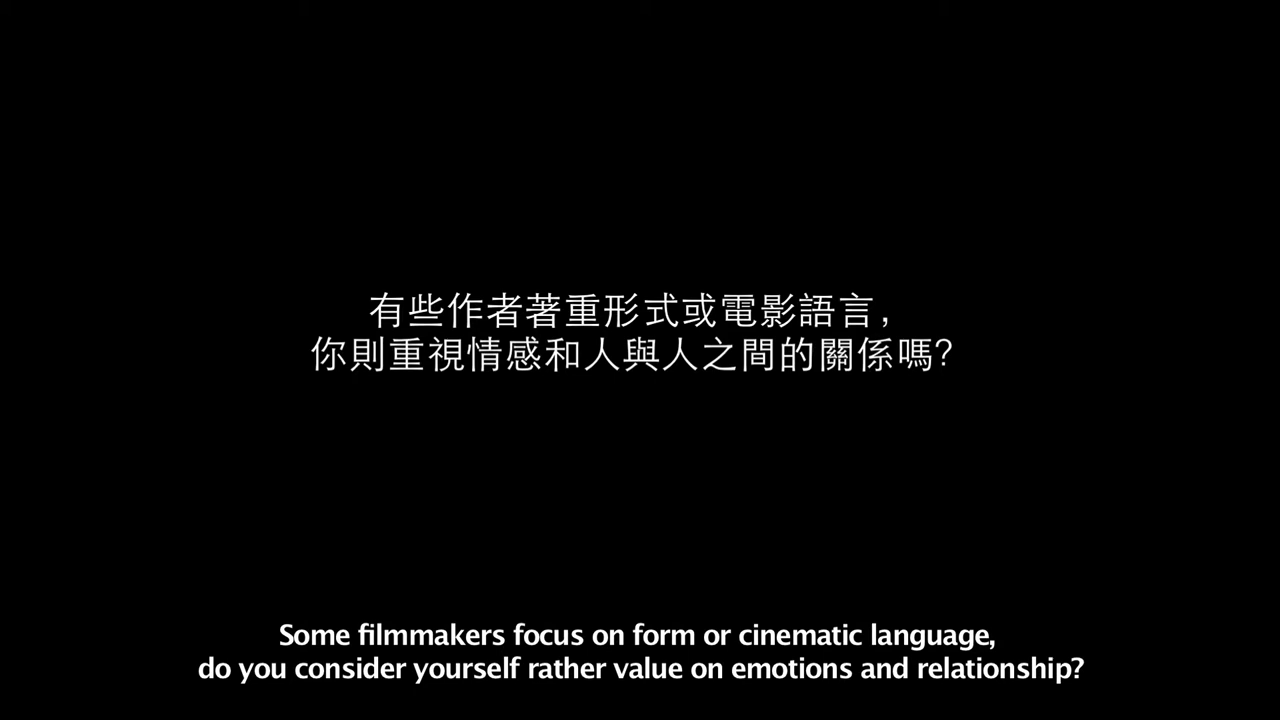 有些作者著重形式或電影語言，
你則重視情感和人與人之間的關係嗎？
Some filmmakers focus on form or cinematic language,
do you consider yourself rather value on emotions and relationship?